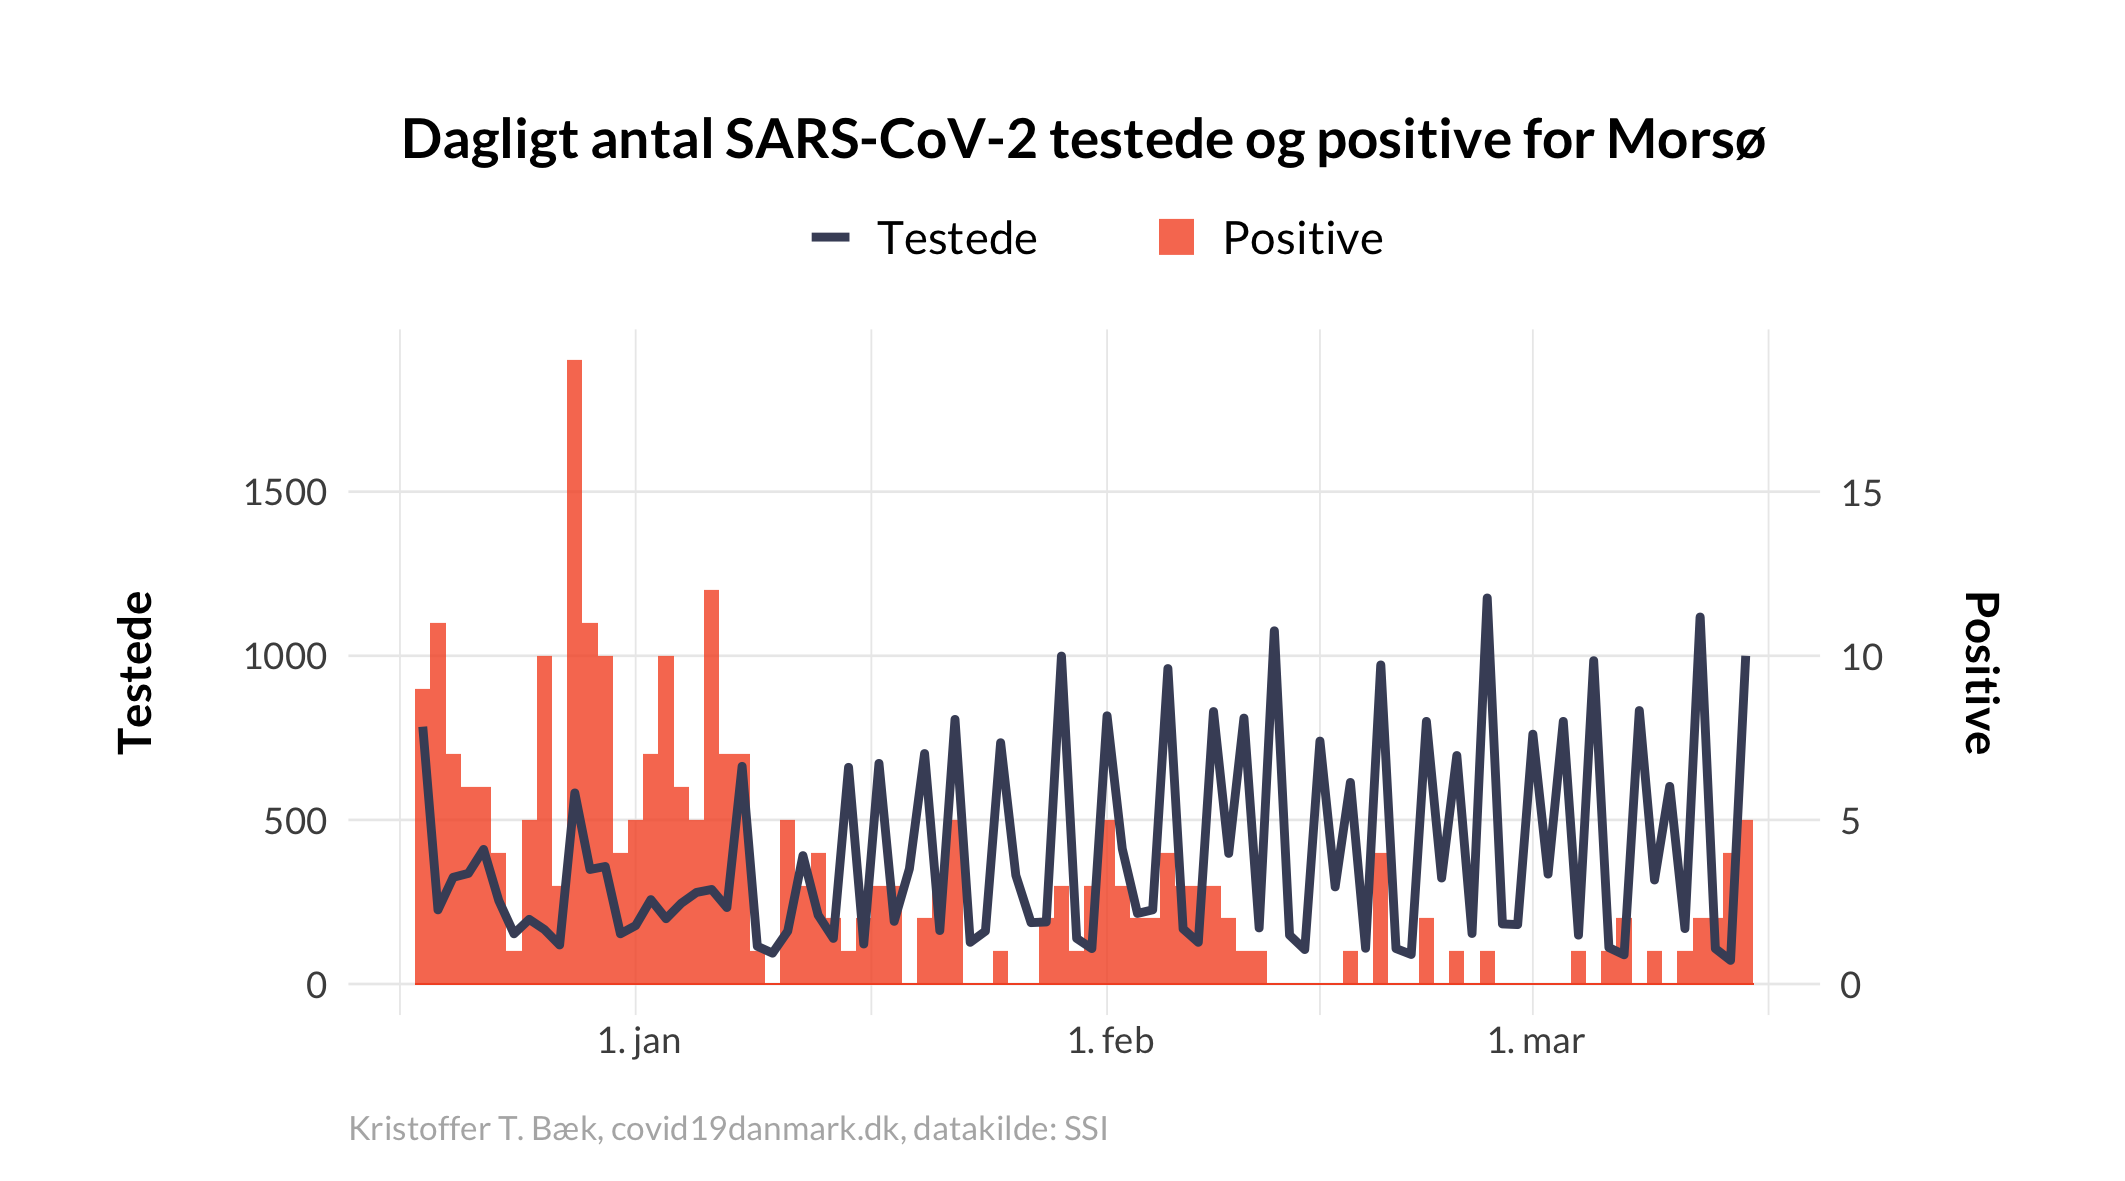 Dagligt antal SARS-CoV-2 testede og positive for Morsø
Testede Positive
1500
1000
500
0
15
10
5
0
Testede
Positive
1. jan 1. feb 1. mar
Kristoffer T. Bæk, covid19danmark.dk, datakilde: SSI